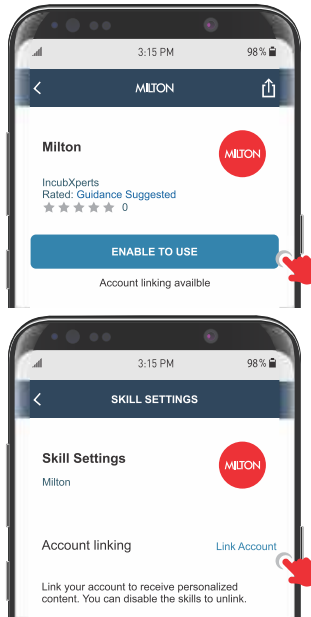 3:15 PM 98%
MILTON
Milton
MILTON
IncubXperts
Rated: Guidance Suggested
0
ENABLE TO USE
Account linking availble
3:15 PM 98%
SKILL SETTINGS
Skill Settings
MILTON
Milton
Account linking Link Account
Link your account to receive personalized
content. You can disable the skills to unlink.